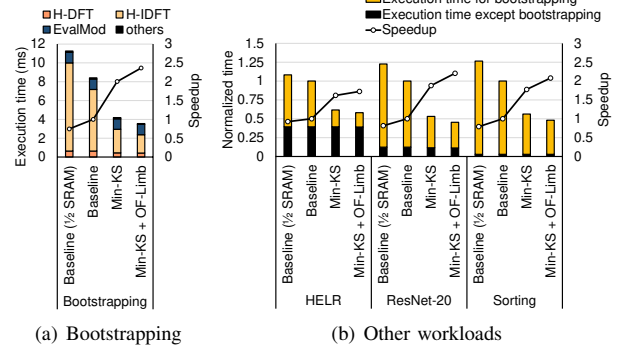 H-DFT H-IDFT
EvalMod others
Execution time (ms)
12
10
8
6
4
2
0
3
2.5
2
1.5
1
0.5
0
Speedup
Baseline (½ SRAM)
Baseline
Min-KS
Min-KS + OF-Limb
Bootstrapping
(a) Bootstrapping
Execution time for bootstrapping
Execution time except bootstrapping
Speedup
Normalized time
1.5
1.25
1
0.75
0.5
0.25
0
3
2.5
2
1.5
1
0.5
0
Speedup
Baseline (½ SRAM)
Baseline
Min-KS
Min-KS + OF-Limb
Baseline (½ SRAM)
Baseline
Min-KS
Min-KS + OF-Limb
Baseline (½ SRAM)
Baseline
Min-KS
Min-KS + OF-Limb
HELR ResNet-20 Sorting
(b) Other workloads